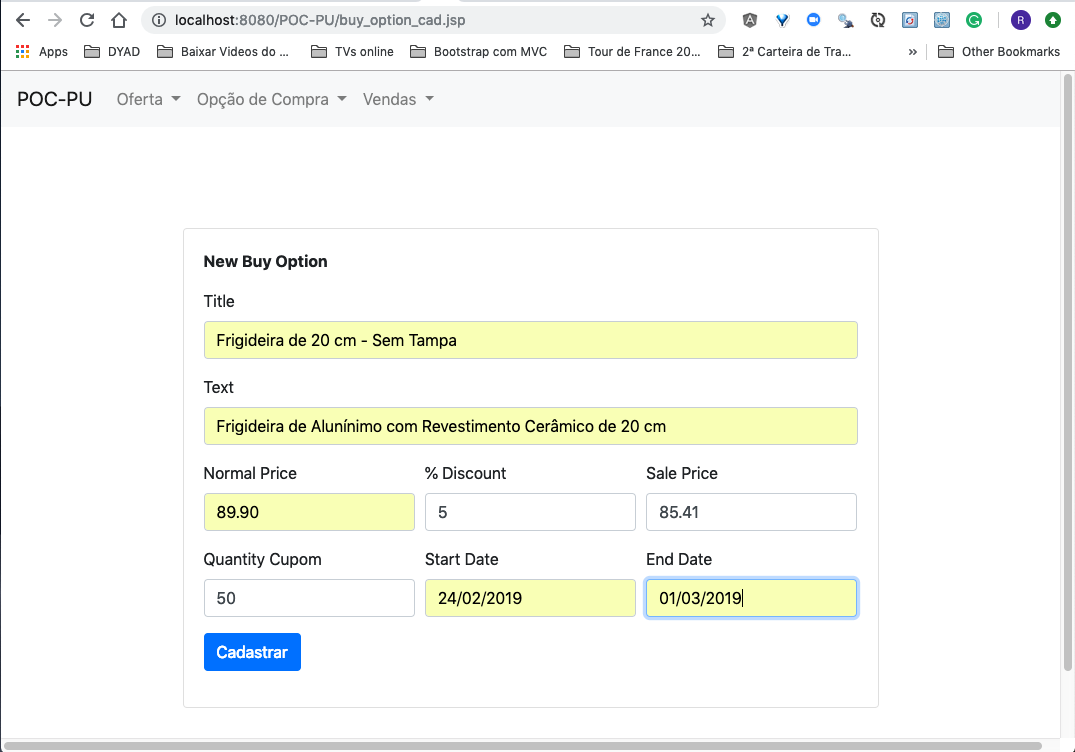 localhost:8080/POC-PU/buy_option_cad.jsp
R
Apps DYAD Baixar Videos do ... TVs online Bootstrap com MVC Tour de France 20... 2ª Carteira de Tra... » Other Bookmarks
POC-PU Oferta Opção de Compra Vendas
New Buy Option
Title
Frigideira de 20 cm - Sem Tampa
Text
Frigideira de Alunínimo com Revestimento Cerâmico de 20 cm
Normal Price % Discount Sale Price
89.90 5 85.41
Quantity Cupom Start Date End Date
50 24/02/2019 01/03/2019
Cadastrar